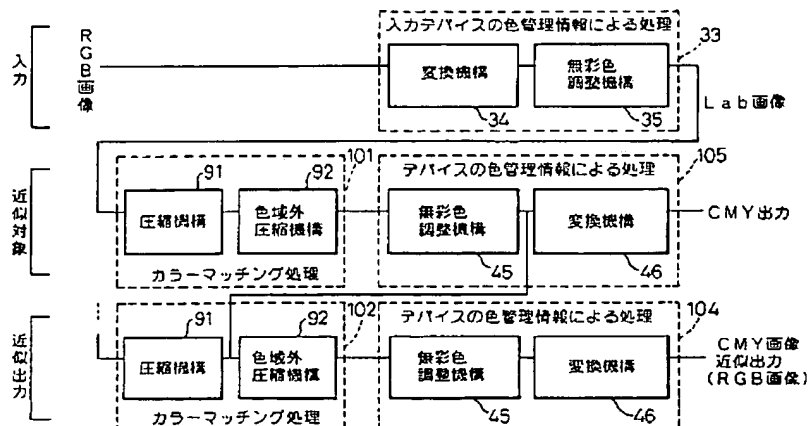 入力
RGB画像
入力デバイスの色管理情報による処理
33
変換機構
34
無彩色
調整機構
35
Lab画像
近似対象
91
圧縮機構
92
色域外
圧縮機構
101
カラーマッチング処理
デバイスの色管理情報による処理
105
無彩色
調整機構
45
変換機構
46
CMY出力
近似出力
91
圧縮機構
92
色域外
圧縮機構
102
カラーマッチング処理
デバイスの色管理情報による処理
104
無彩色
調整機構
45
変換機構
46
CMY画像
近似出力
(RGB画像)